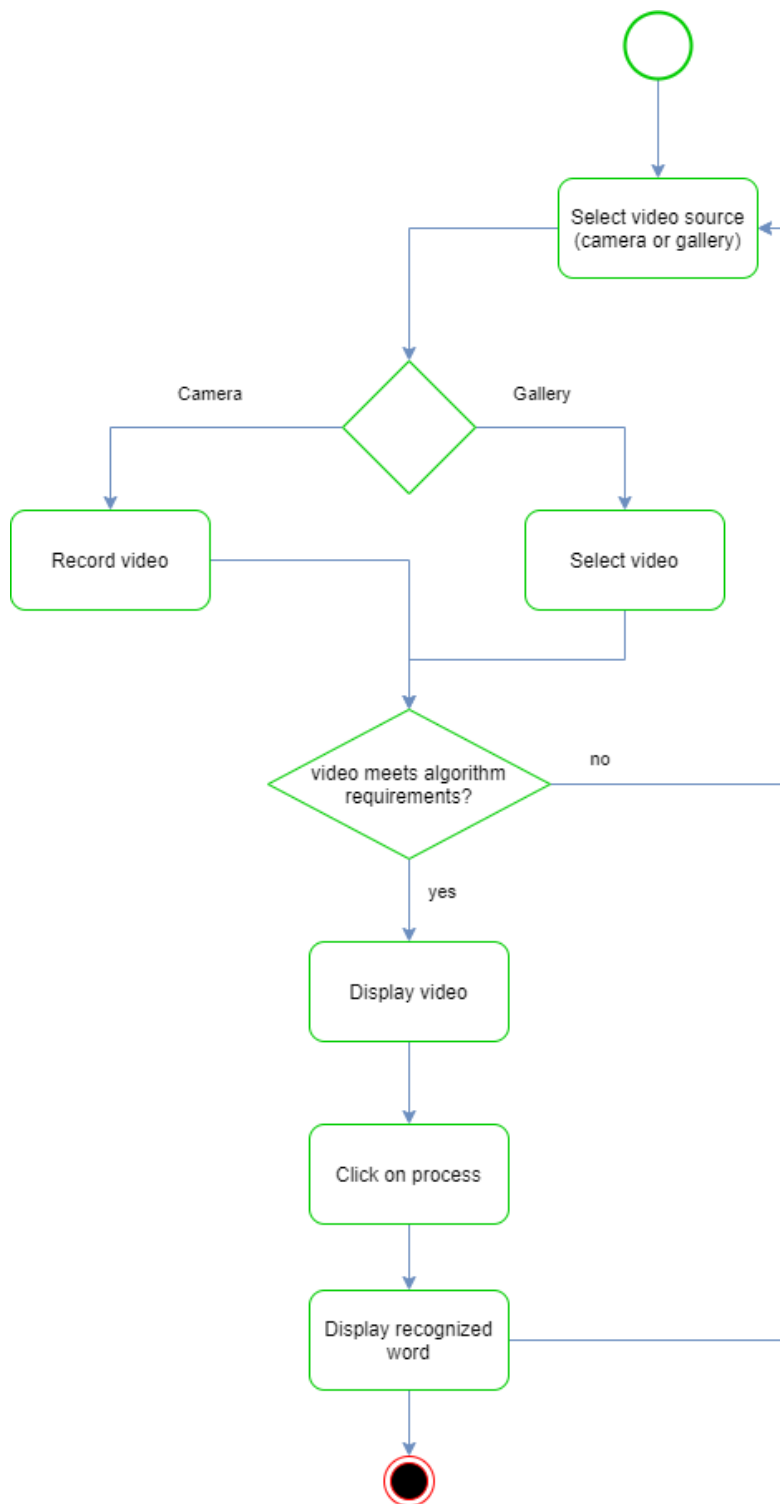 Select video source
(camera or gallery)
Camera
Gallery
Record video
Select video
video meets algorithm
requirements?
no
yes
Display video
Click on process
Display recognized
word